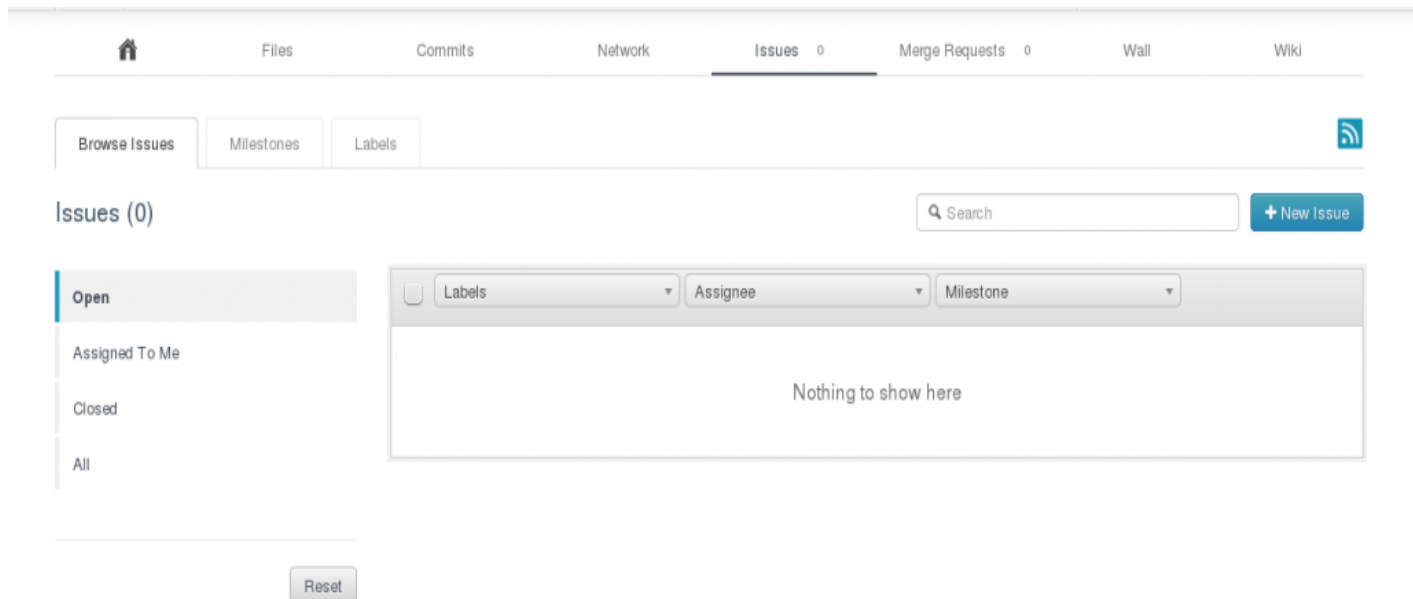 Files Commits Network Issues 0 Merge Requests 0 Wall Wiki
Browse Issues Milestones Labels
Issues (0)
Search
+ New Issue
Open
Assigned To Me
Closed
All
Labels Assignee Milestone
Nothing to show here
Reset